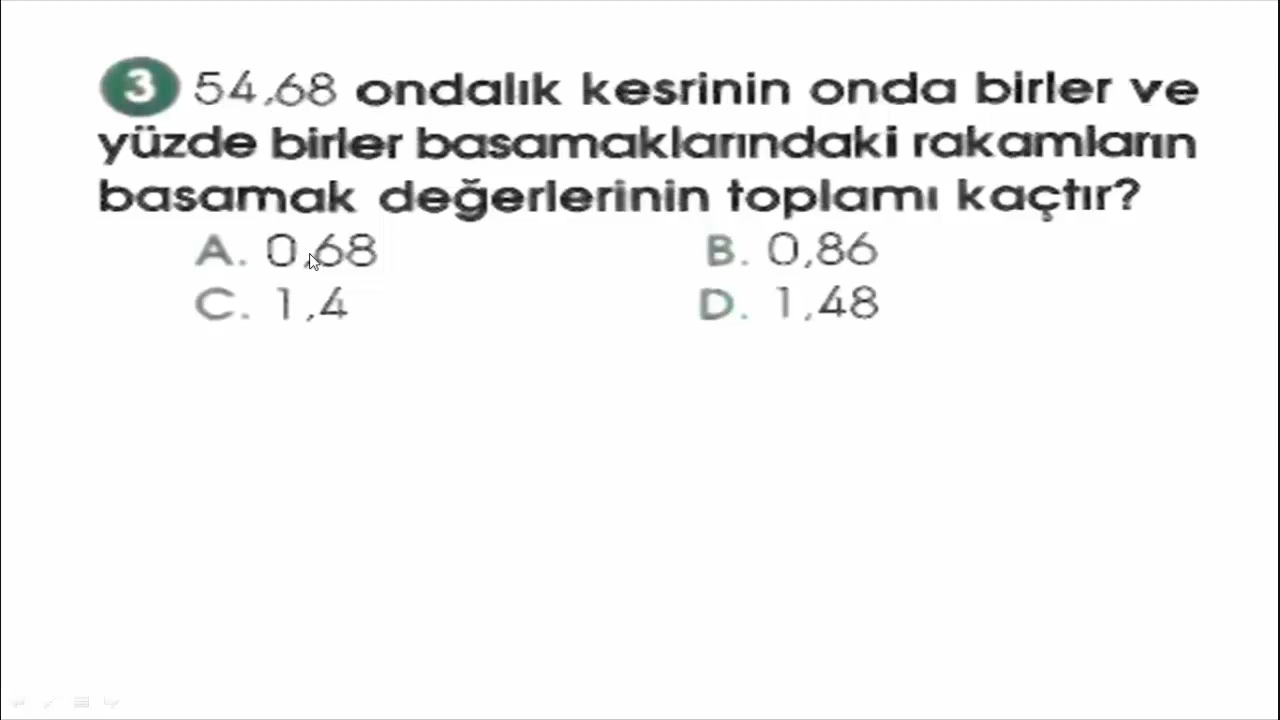 3 54,68 ondalık kesrinin onda birler ve
yüzde birler basamaklarındaki rakamların
basamak değerlerinin toplamı kaçtır?
A. 0,68 B. 0,86
C. 1,4 D. 1,48